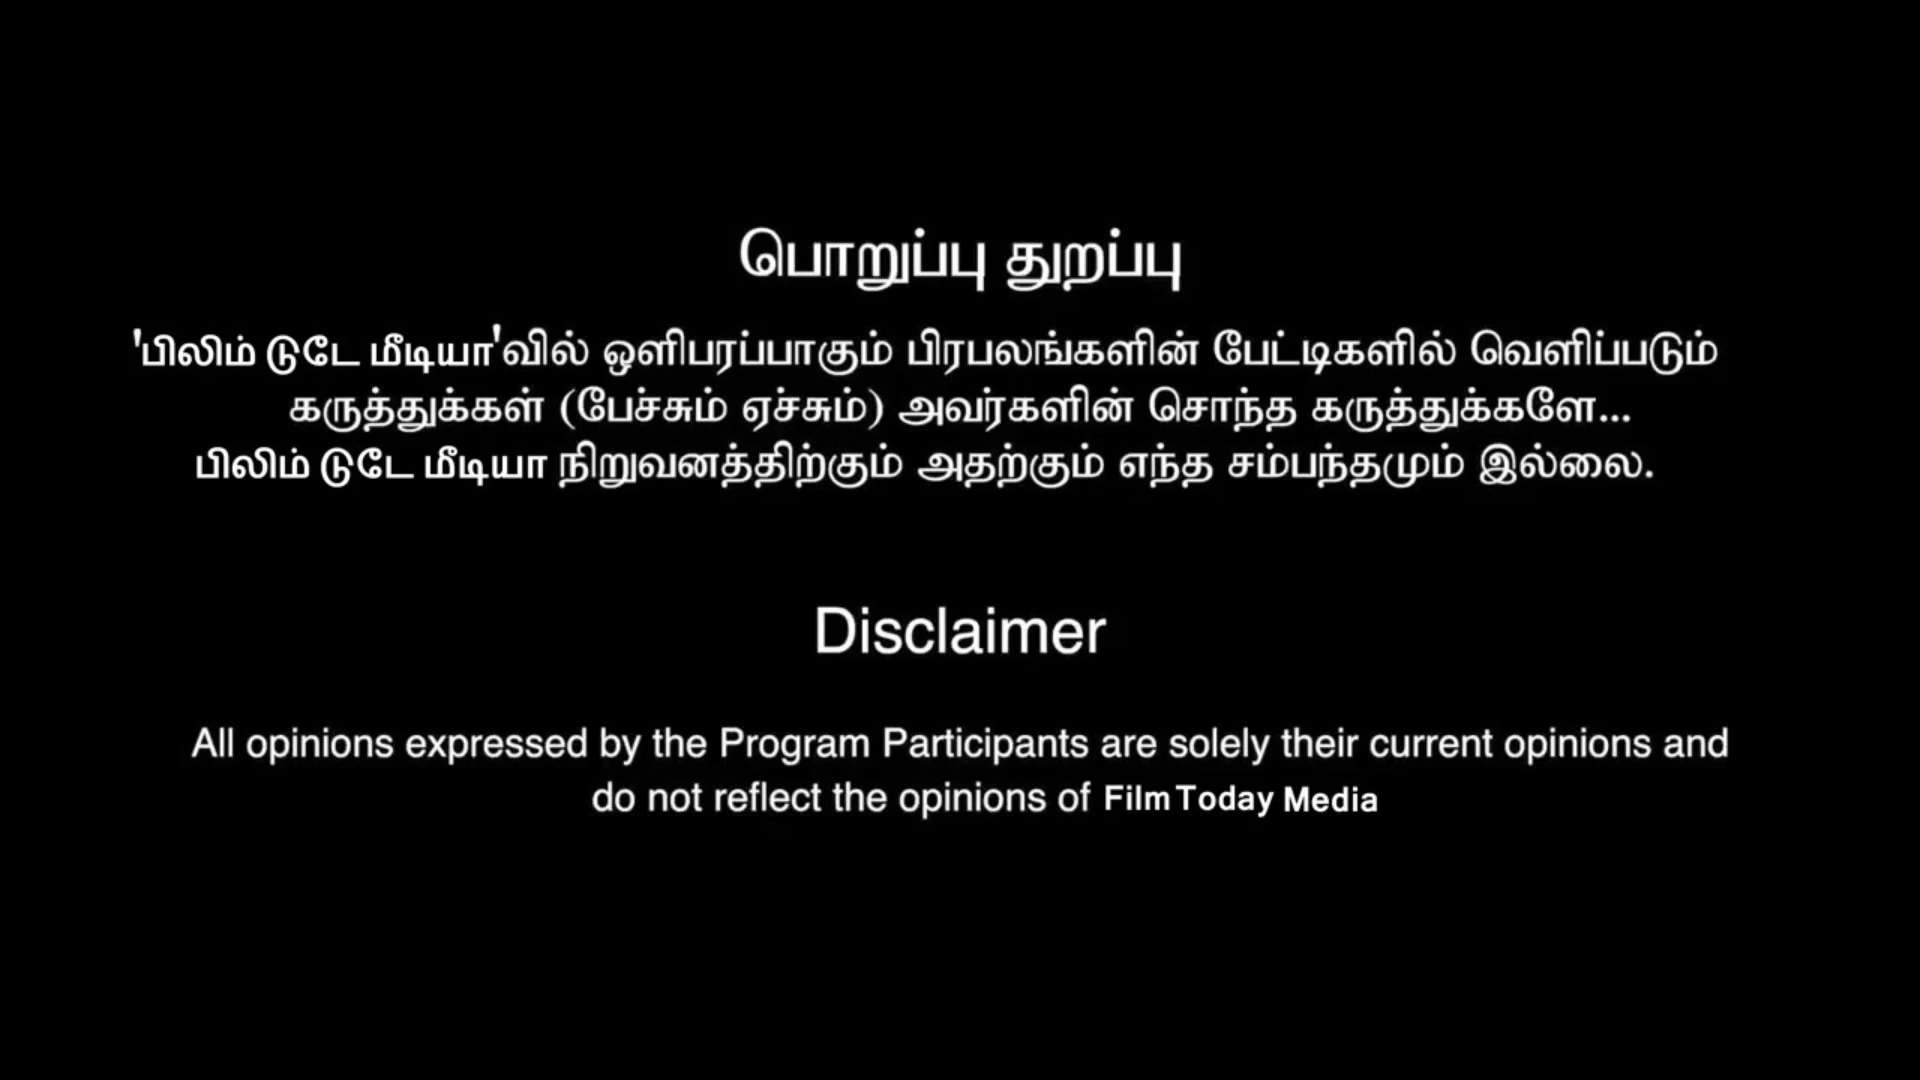 பொறுப்பு துறப்பு
'பிலிம் டுடே மீடியா'வில் ஒளிபரப்பாகும் பிரபலங்களின் பேட்டிகளில் வெளிப்படும்
கருத்துக்கள் (பேச்சும் ஏச்சும்) அவர்களின் சொந்த கருத்துக்களே...
பிலிம் டுடே மீடியா நிறுவனத்திற்கும் அதற்கும் எந்த சம்பந்தமும் இல்லை.
Disclaimer
All opinions expressed by the Program Participants are solely their current opinions and
do not reflect the opinions of Film Today Media